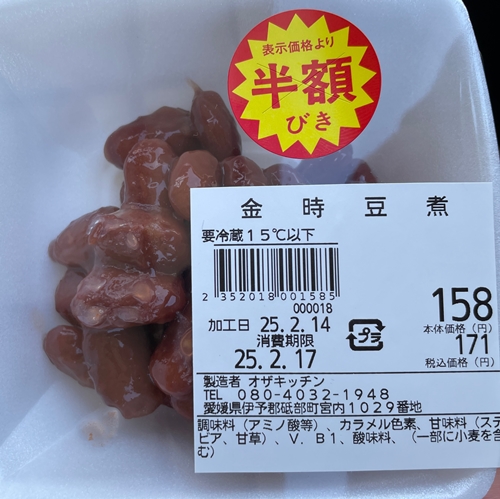 表示価格より
半額
びき
金時豆煮
要冷蔵15℃以下
2 352018 001585
000018
加工日 25.2.14
消費期限
25.2.17
プラ
158
本体価格(円)
171
税込価格(円)
製造者 オザキッチン
TEL 080-4032-1948
愛媛県伊予郡砥部町宮内1029番地
調味料(アミノ酸等)、カラメル色素、甘味料(ステ
ビア、甘草)、V.B1、酸味料、(一部に小麦を含
む)